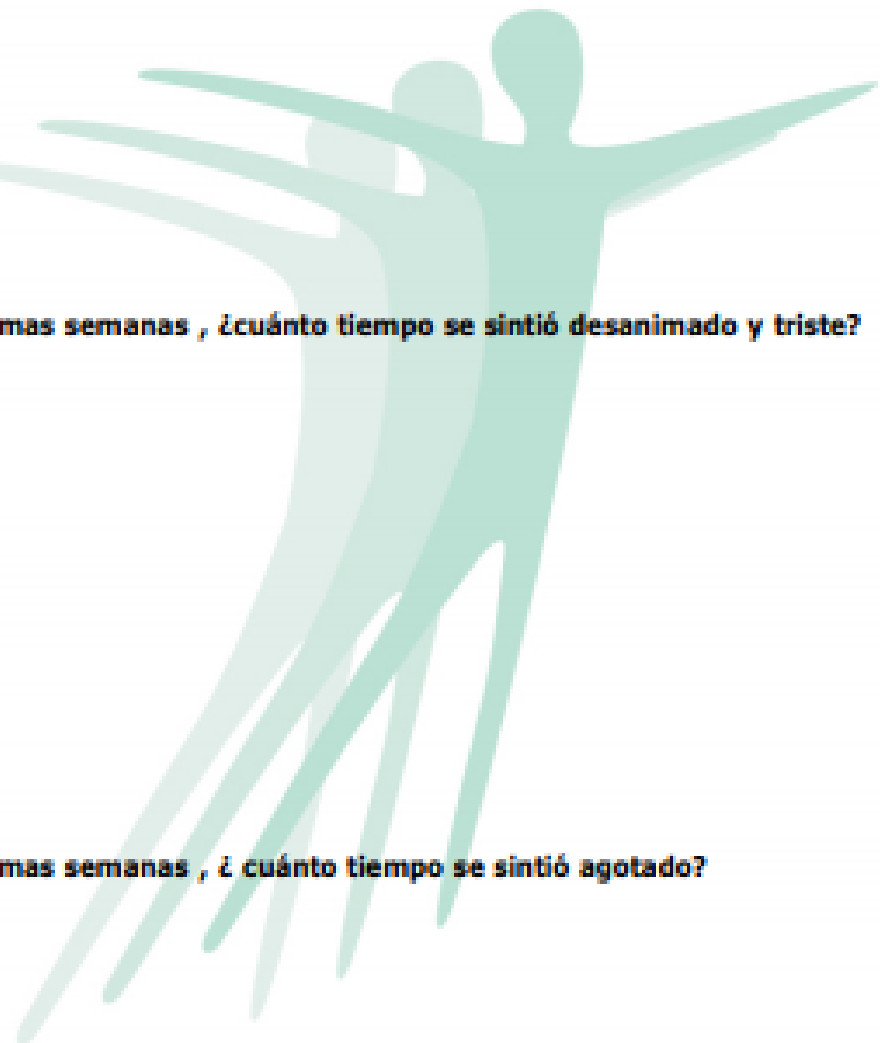 mas semanas , ¿cuánto tiempo se sintió desanimado y triste?
mas semanas , ¿ cuánto tiempo se sintió agotado?